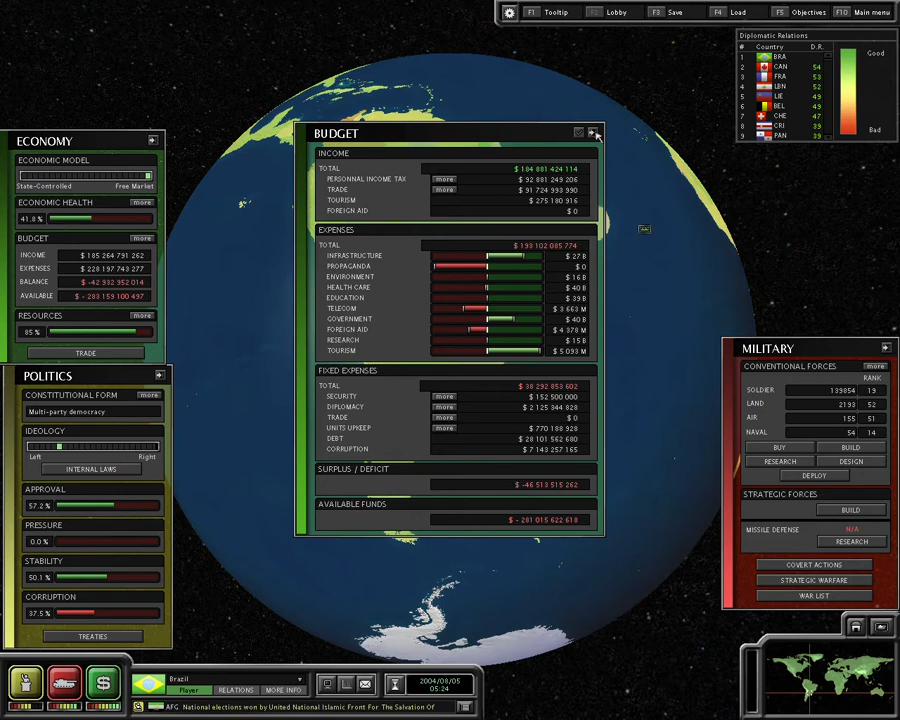 F1 Tooltip F2 Lobby F3 Save F4 Load F5 Objectives F10 Main menu
Diplomatic Relations
# Country D.R.
1 BRA
2 CAN 54
3 FRA 53
4 LBN 52
5 LIE 49
6 BEL 49
7 CHE 47
8 CRI 39
9 PAN 39
Good
Bad
ECONOMY
ECONOMIC MODEL
State-Controlled Free Market
ECONOMIC HEALTH more
41.8 %
BUDGET more
INCOME $ 185 264 791 262
EXPENSES $ 228 197 743 277
BALANCE $ -42 932 952 014
AVAILABLE $ - 283 159 100 497
RESOURCES more
85 %
TRADE
POLITICS
CONSTITUTIONAL FORM more
Multi-party democracy
IDEOLOGY
Left Right
INTERNAL LAWS
APPROVAL
57.2 %
PRESSURE
0.0 %
STABILITY
50.1 %
CORRUPTION
37.5 %
TREATIES
BUDGET
INCOME
TOTAL $ 184 881 424 114
PERSONNAL INCOME TAX more $ 92 881 249 206
TRADE more $ 91 724 993 990
TOURISM $ 275 180 916
FOREIGN AID $ 0
EXPENSES
TOTAL $ 193 102 085 774
INFRASTRUCTURE $ 27 B
PROPAGANDA $ 0
ENVIRONMENT $ 16 B
HEALTH CARE $ 40 B
EDUCATION $ 39 B
TELECOM $ 3 663 M
GOVERNMENT $ 40 B
FOREIGN AID $ 4 378 M
RESEARCH $ 15 B
TOURISM $ 5 093 M
FIXED EXPENSES
TOTAL $ 38 292 853 602
SECURITY more $ 152 500 000
DIPLOMACY more $ 2 125 344 828
TRADE more $ 0
UNITS UPKEEP more $ 770 188 928
DEBT $ 28 101 562 680
CORRUPTION $ 7 143 257 165
SURPLUS / DEFICIT
$ -46 513 515 262
AVAILABLE FUNDS
$ - 281 015 622 618
MILITARY
CONVENTIONAL FORCES more
RANK
SOLDIER 139854 19
LAND 2193 52
AIR 155 51
NAVAL 54 14
BUY BUILD
RESEARCH DESIGN
DEPLOY
STRATEGIC FORCES
BUILD
MISSILE DEFENSE N/A
RESEARCH
COVERT ACTIONS
STRATEGIC WARFARE
WAR LIST
Brazil
Player RELATIONS MORE INFO
2004/08/05
05:24
AFG National elections won by United National Islamic Front For The Salvation Of